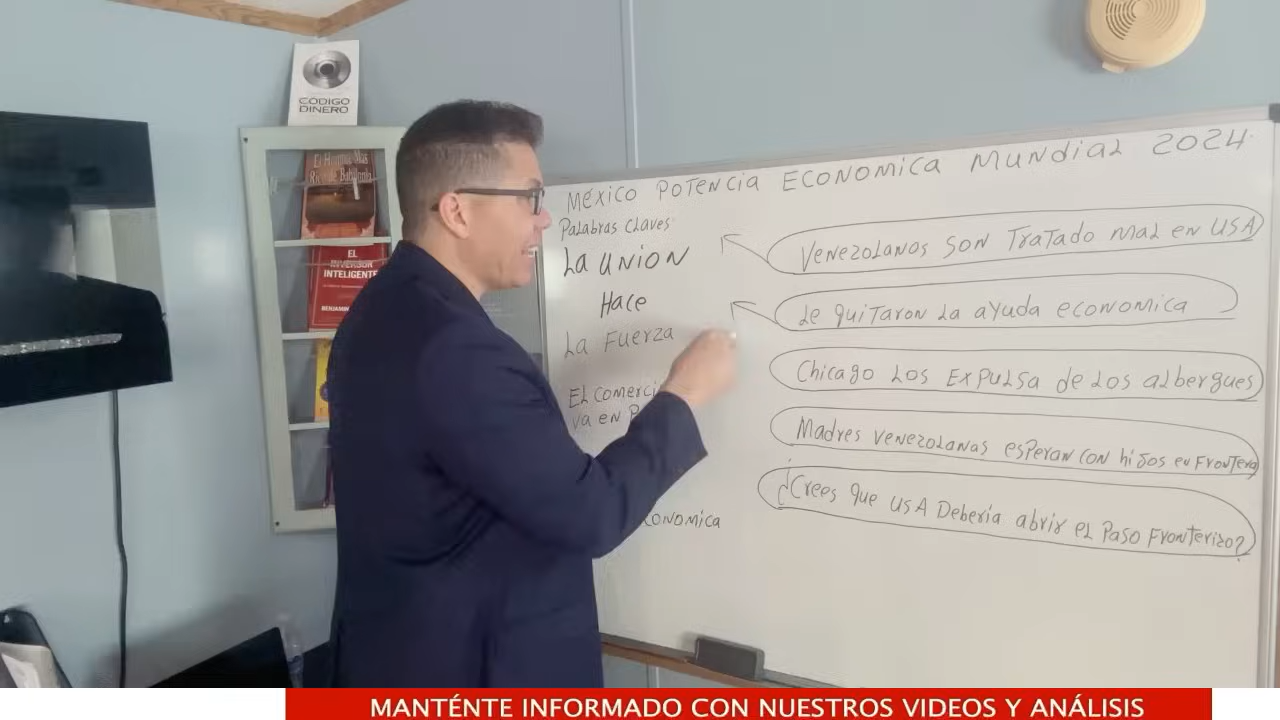 CÓDIGO
DINERO
El Hombre Más
Rico de Babilonia
EL
INVERSOR
INTELIGENTE
BENJAMIN
MÉXICO POTENCIA ECONOMICA MUNDIAL 2024
Palabras Claves
La UNION
Hace
La Fuerza
EL comerci
va en P
CONOMICA
Venezolanos son Tratado mal en USA
Le quitaron la ayuda economica
Chicago Los Expulsa de Los albergues
Madres venezolanas esperan con hijos en Frontera
¿Crees que USA Deberia abrir el Paso Fronterizo?
MANTÉNTE INFORMADO CON NUESTROS VIDEOS Y ANÁLISIS